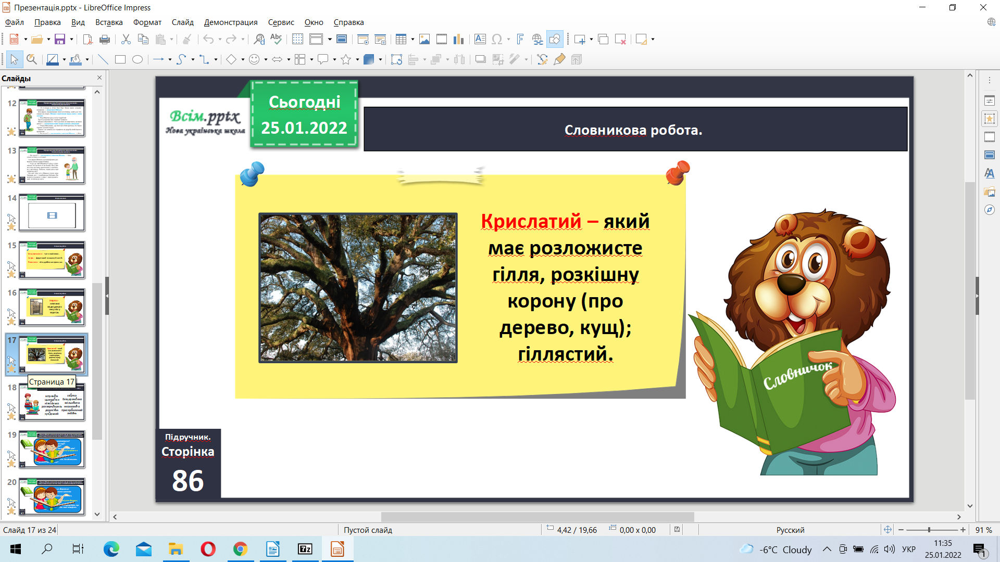 Презентація.pptx - LibreOffice Impress
Файл Правка Вид Вставка Формат Слайд Демонстрация Сервис Окно Справка
Слайды
12
13
14
15
16
17
Страница 17
18
19
20
Всім.pptx
Нова українська школа
Сьогодні
25.01.2022
Словникова робота.
Крислатий – який
має розложисте
гілля, розкішну
корону (про
дерево, кущ);
гіллястий.
Словничок
Підручник.
Сторінка
86
Слайд 17 из 24
Пустой слайд
4,42 / 19,66
0,00 x 0,00
Русский
91 %
-6°C Cloudy
УКР
11:35
25.01.2022
1